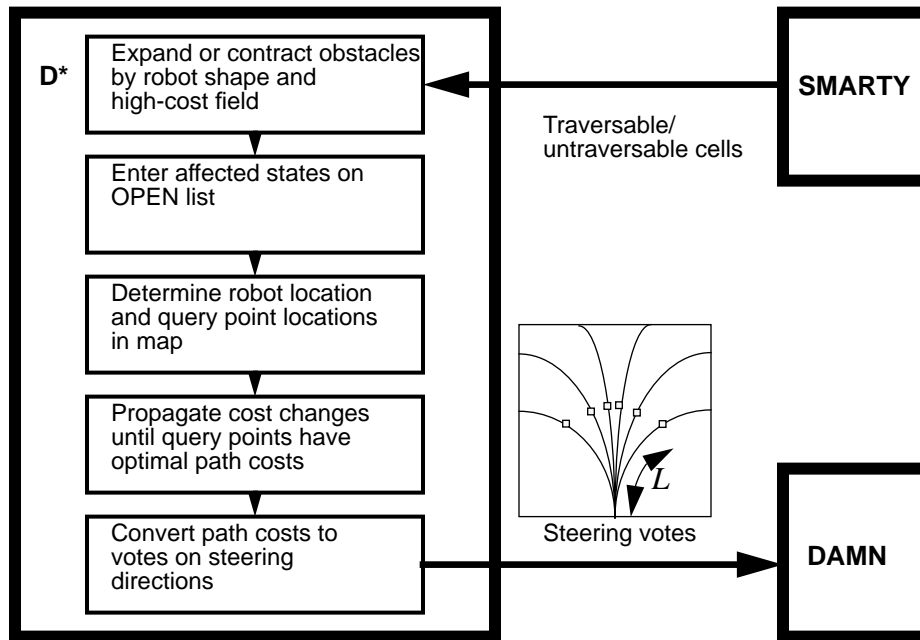 D*
Expand or contract obstacles
by robot shape and
high-cost field
Enter affected states on
OPEN list
Determine robot location
and query point locations
in map
Propagate cost changes
until query points have
optimal path costs
Convert path costs to
votes on steering
directions
SMARTY
Traversable/
untraversable cells
L
Steering votes
DAMN